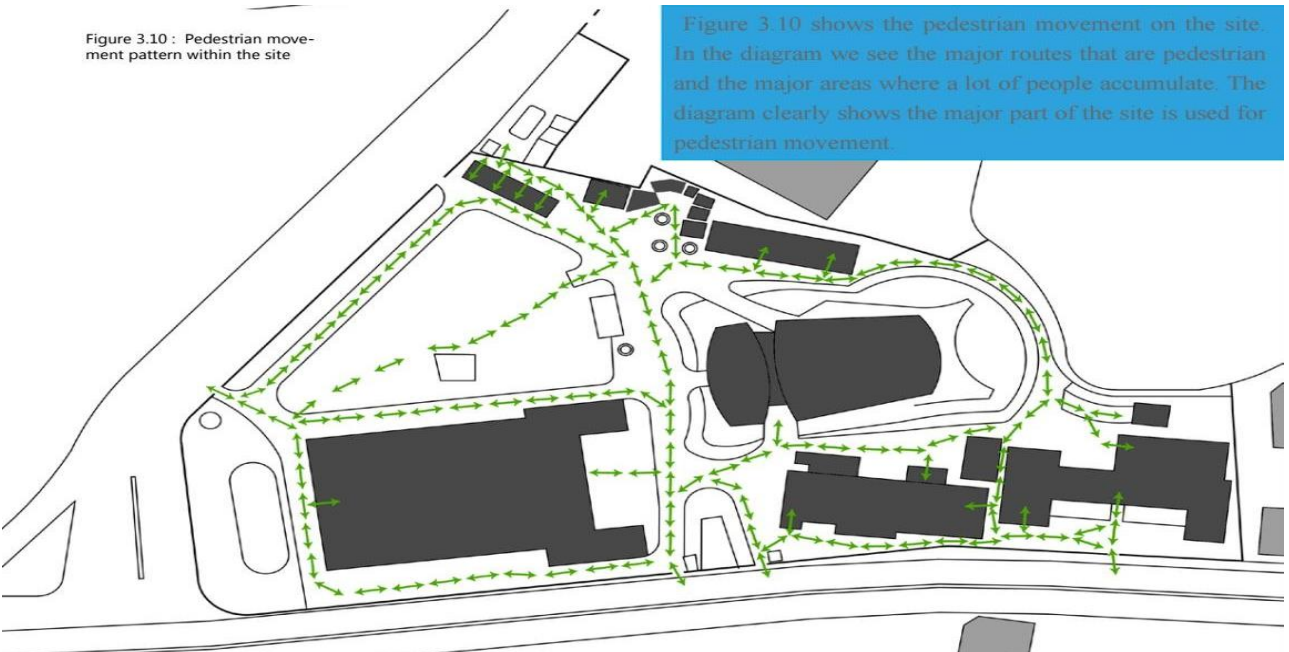 Figure 3.10 : Pedestrian move-
ment pattern within the site
Figure 3.10 shows the pedestrian movement on the site.
In the diagram we see the major routes that are pedestrian
and the major areas where a lot of people accumulate. The
diagram clearly shows the major part of the site is used for
pedestrian movement.